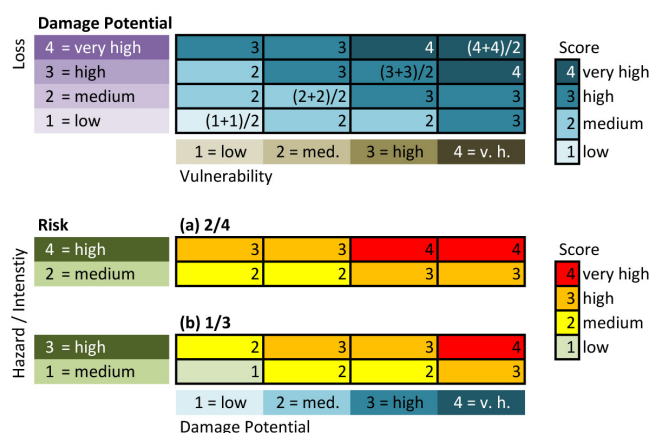 Damage Potential
Loss
4 = very high 3 3 4 (4+4)/2
3 = high 2 3 (3+3)/2 4
2 = medium 2 (2+2)/2 3 3
1 = low (1+1)/2 2 2 3
1 = low 2 = med. 3 = high 4 = v. h.
Vulnerability
Score
4 very high
3 high
2 medium
1 low
Risk (a) 2/4
Hazard / Intenstiy
4 = high 3 3 4 4
2 = medium 2 2 3 3
(b) 1/3
3 = high 2 3 3 4
1 = medium 1 2 2 3
1 = low 2 = med. 3 = high 4 = v. h.
Damage Potential
Score
4 very high
3 high
2 medium
1 low